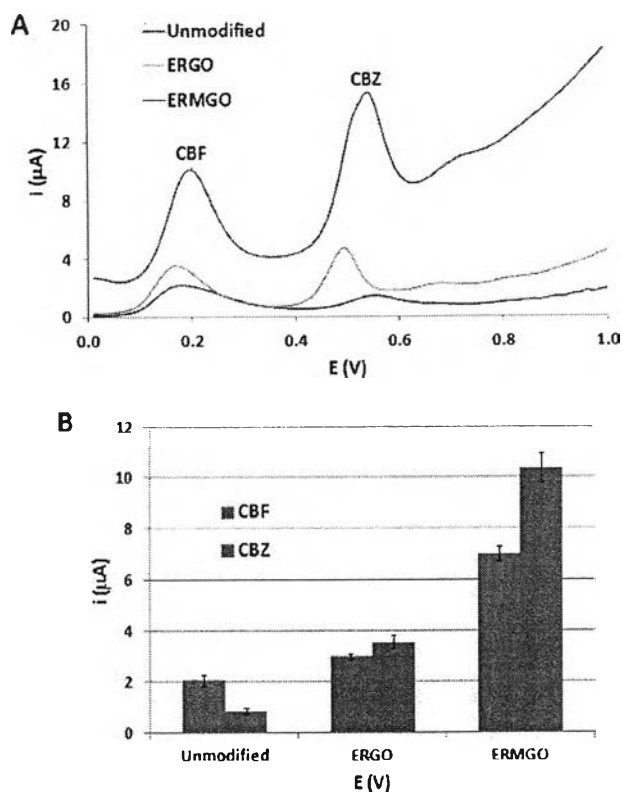 A
20
16
12
8
4
0
i (µA)
Unmodified
ERGO
ERMGO
CBF
CBZ
0.0 0.2 0.4 0.6 0.8 1.0
E (V)
B
12
10
8
6
4
2
0
i (µA)
CBF
CBZ
Unmodified ERGO ERMGO
E (V)